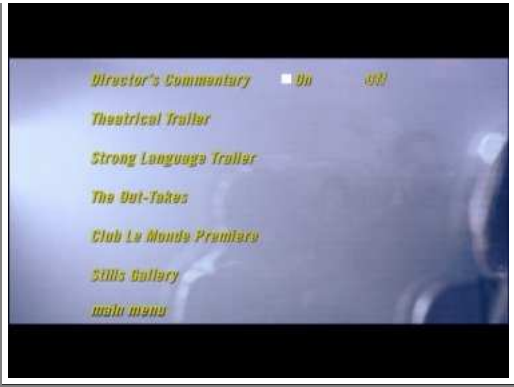 Director's Commentary On Off
Theatrical Trailer
Strong Language Trailer
The Out-Takes
Club Le Monde Premiere
Stills Gallery
main menu